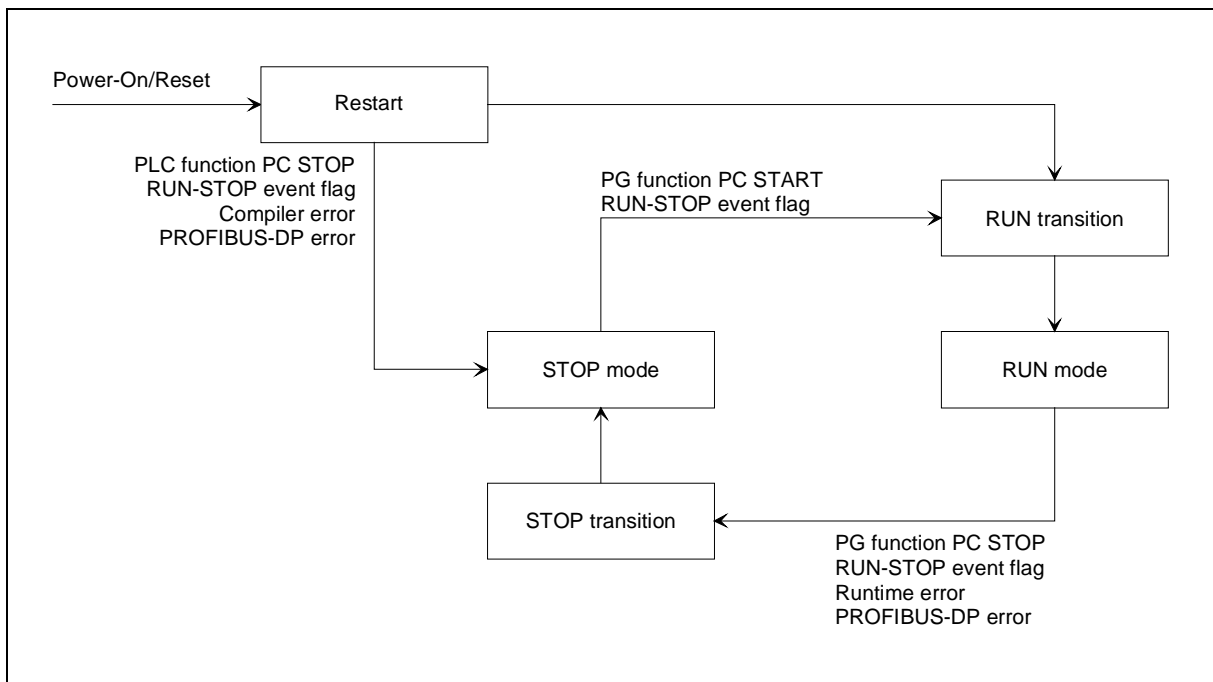 Power-On/Reset
Restart
PLC function PC STOP
RUN-STOP event flag
Compiler error
PROFIBUS-DP error
PG function PC START
RUN-STOP event flag
RUN transition
STOP mode
RUN mode
STOP transition
PG function PC STOP
RUN-STOP event flag
Runtime error
PROFIBUS-DP error